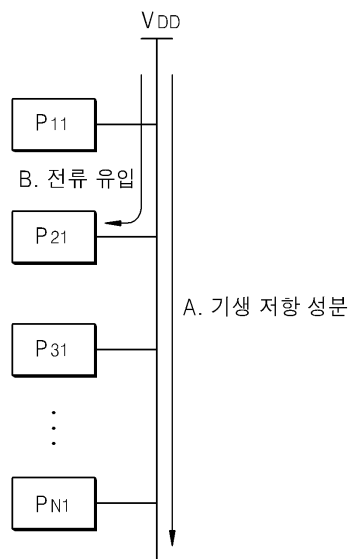 VDD
P11
B. 전류 유입
P21
A. 기생 저항 성분
P31
PN1